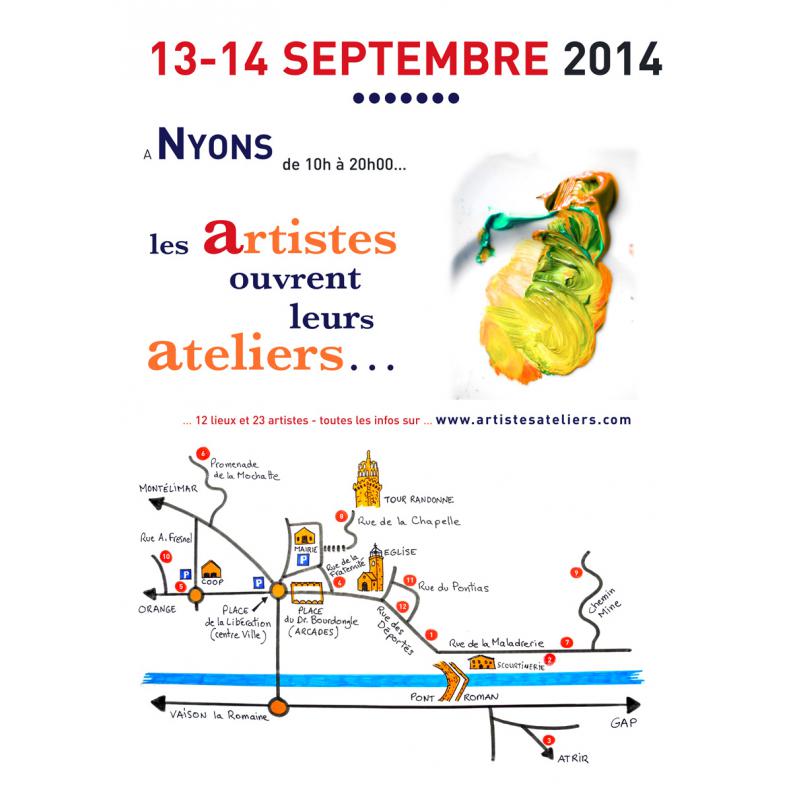 13-14 SEPTEMBRE 2014
A NYONS
de 10h à 20h00...
les artistes
ouvrent
leurs
ateliers...
... 12 lieux et 23 artistes - toutes les infos sur ... www.artistesateliers.com
6
Promenade
de la Mochatte
MONTÉLIMAR
TOUR RANDONNE
8
Rue de la Chapelle
Rue A. Fresnel
MAIRIE
P
Rue de la
Fraternité
EGLISE
10
P
5
COOP
P
4
11
Rue du Pontias
9
Chemin
Mine
ORANGE
PLACE
de la Libération
(centre Ville)
PLACE
du Dr. Bourdongle
(ARCADES)
12
Rue des
Déportés
1
Rue de la Maladrerie
7
SCOURTINERIE
2
PONT ROMAN
VAISON la Romaine
GAP
3
ATRIR